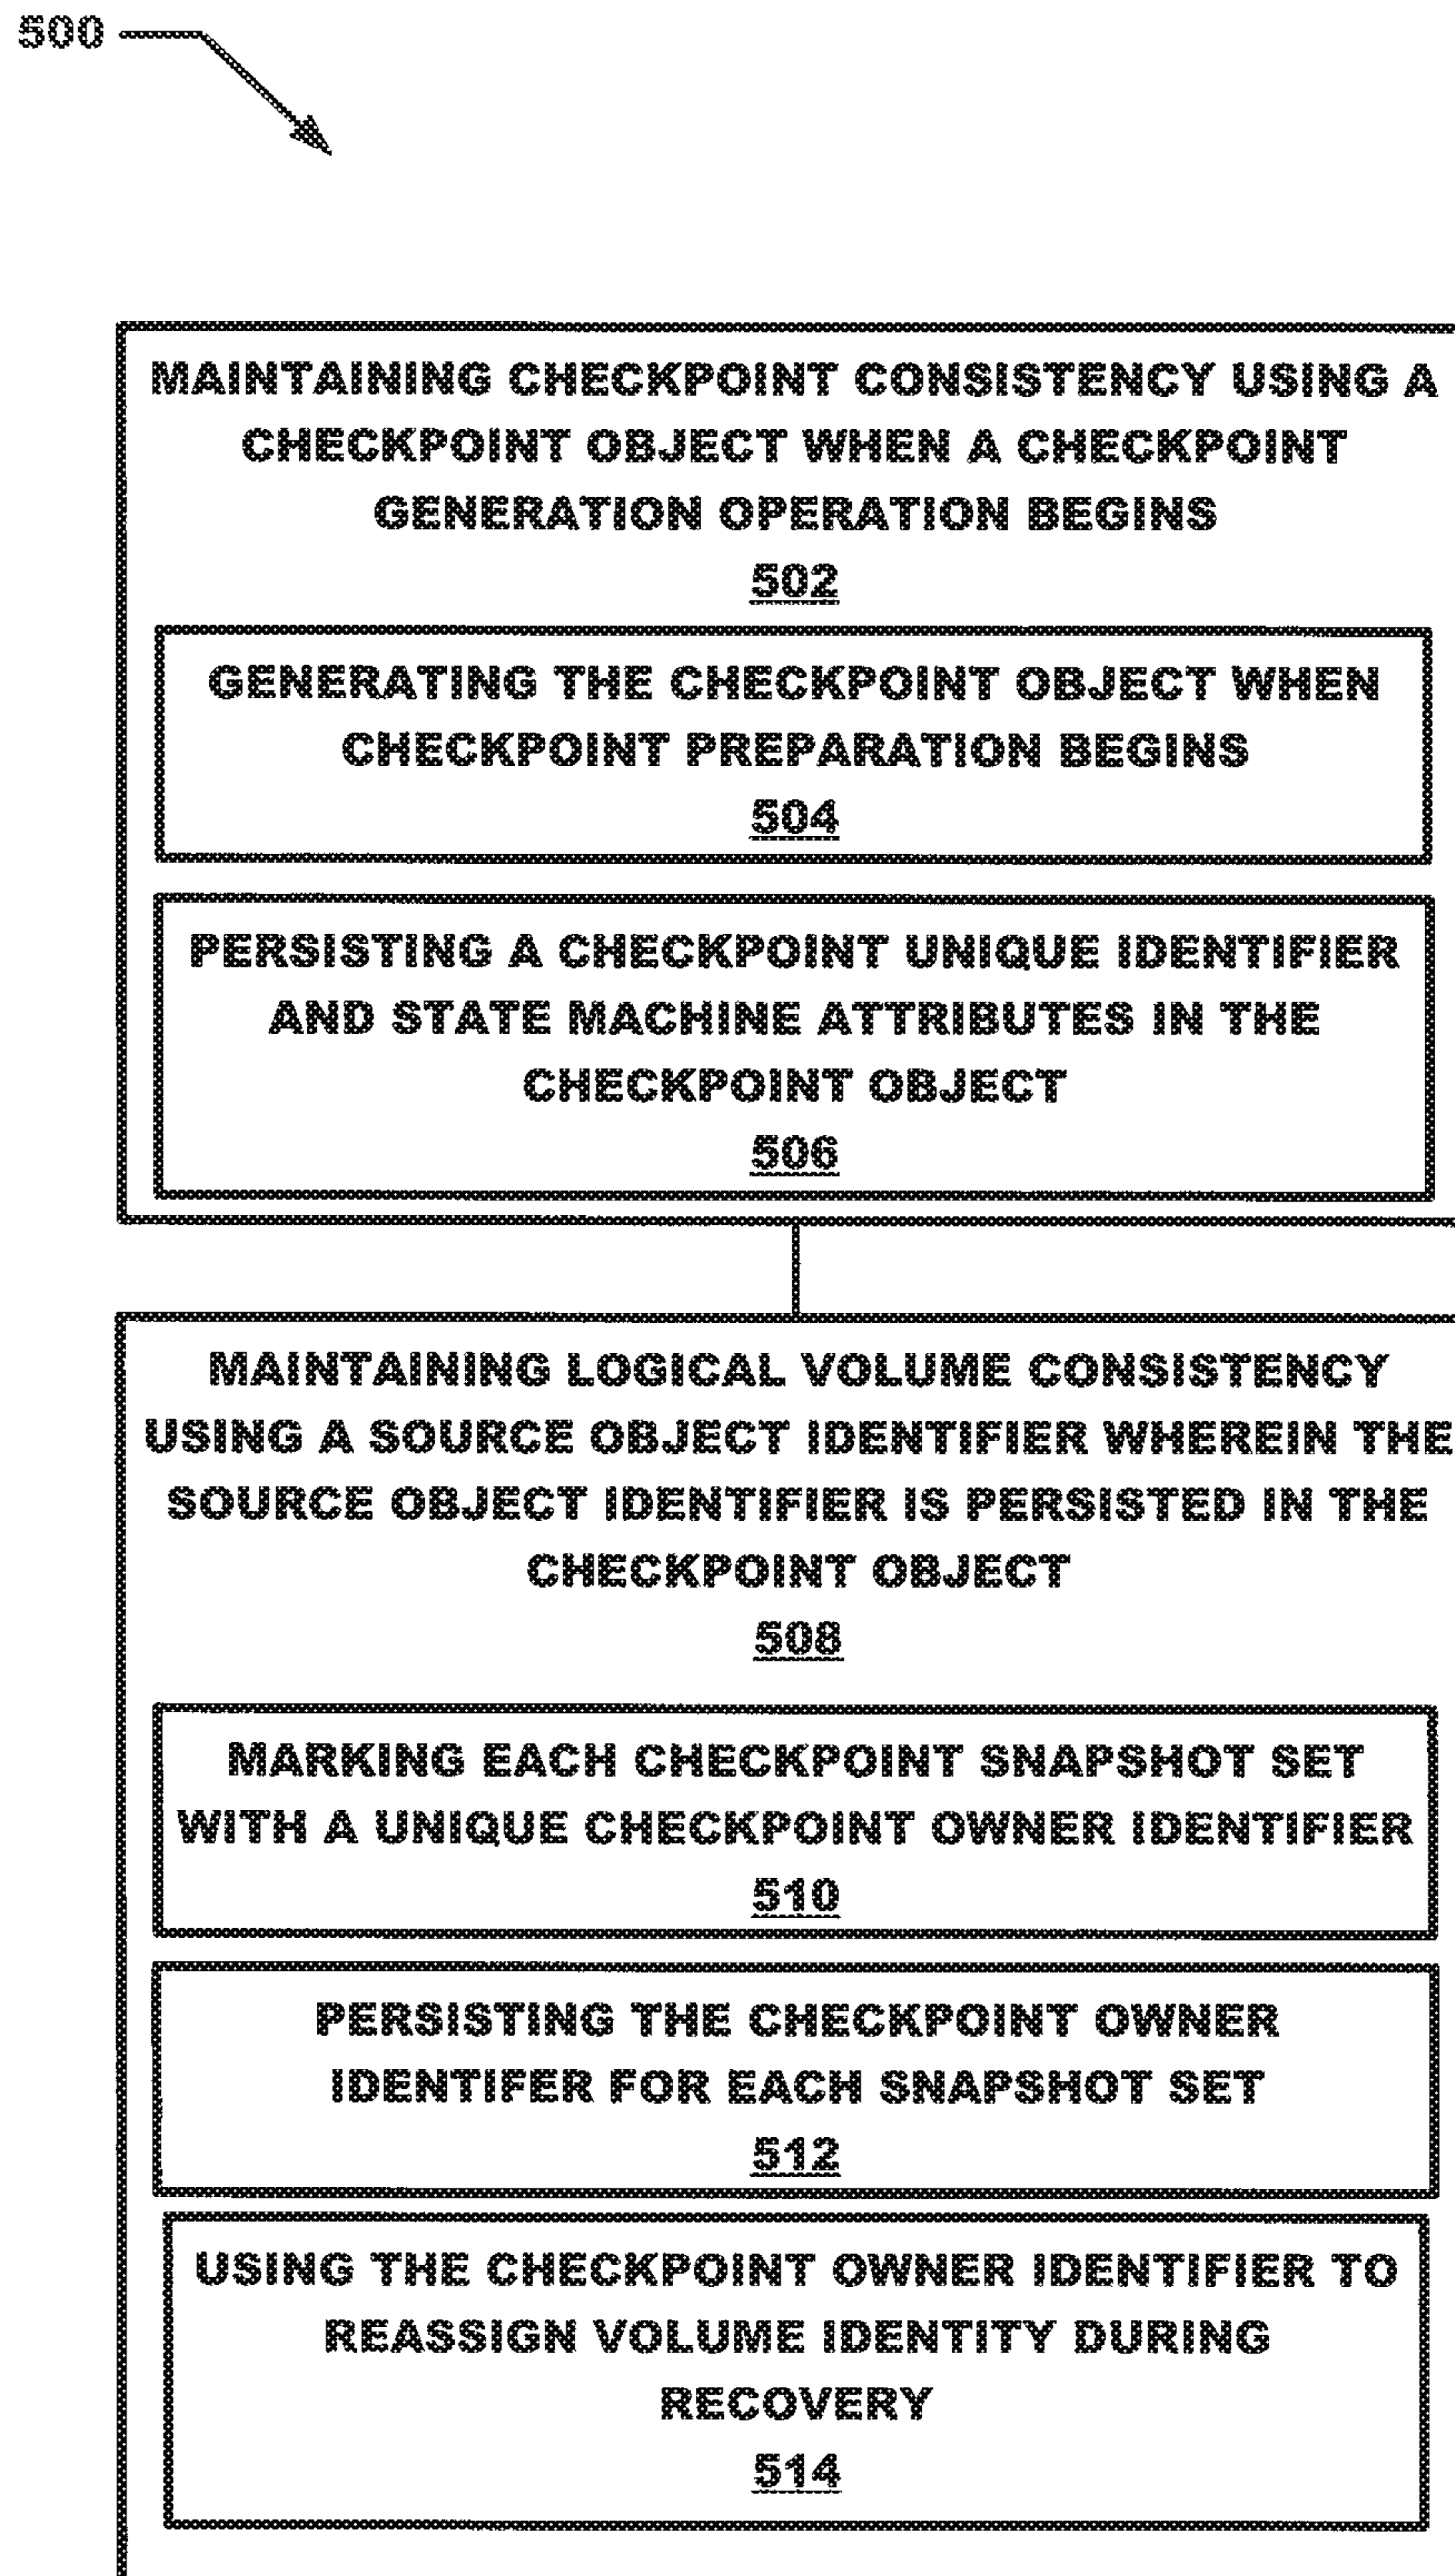 500
MAINTAINING CHECKPOINT CONSISTENCY USING A
CHECKPOINT OBJECT WHEN A CHECKPOINT
GENERATION OPERATION BEGINS
502
GENERATING THE CHECKPOINT OBJECT WHEN
CHECKPOINT PREPARATION BEGINS
504
PERSISTING A CHECKPOINT UNIQUE IDENTIFIER
AND STATE MACHINE ATTRIBUTES IN THE
CHECKPOINT OBJECT
506
MAINTAINING LOGICAL VOLUME CONSISTENCY
USING A SOURCE OBJECT IDENTIFIER WHEREIN THE
SOURCE OBJECT IDENTIFIER IS PERSISTED IN THE
CHECKPOINT OBJECT
508
MARKING EACH CHECKPOINT SNAPSHOT SET
WITH A UNIQUE CHECKPOINT OWNER IDENTIFIER
510
PERSISTING THE CHECKPOINT OWNER
IDENTIFER FOR EACH SNAPSHOT SET
512
USING THE CHECKPOINT OWNER IDENTIFIER TO
REASSIGN VOLUME IDENTITY DURING
RECOVERY
514